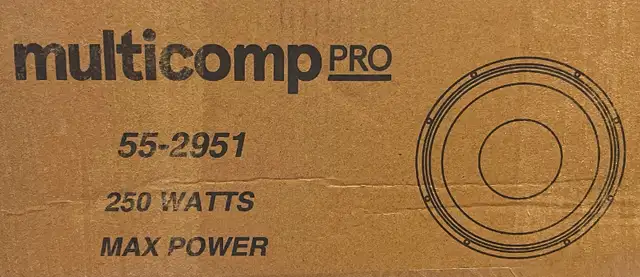 multicomp PRO
55-2951
250 WATTS
MAX POWER